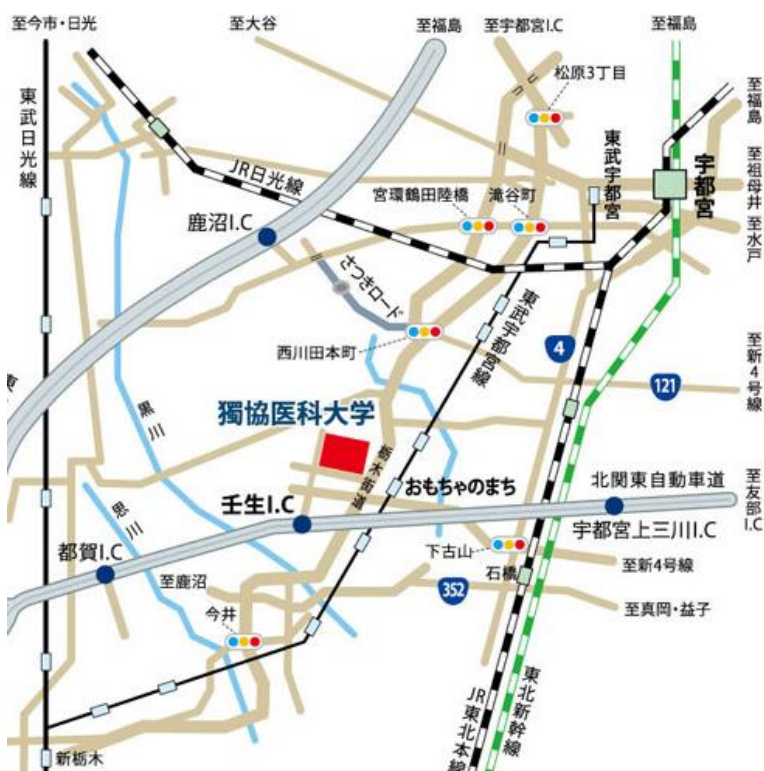 至今市・日光
至大谷
至福島
至宇都宮I.C
至福島
松原3丁目
東武日光線
至福島
東武宇都宮
宇都宮
至祖母井
JR日光線
宮環鶴田陸橋
滝谷町
至水戸
鹿沼I.C
さつきロード
東武宇都宮線
西川田本町
4
至新4号線
121
獨協医科大学
黒川
栃木街道
おもちゃのまち
北関東自動車道
至友部I.C
思川
壬生I.C
宇都宮上三川I.C
都賀I.C
下古山
石橋
至新4号線
至鹿沼
352
至真岡・益子
今井
東北新幹線
JR東北本線
新栃木